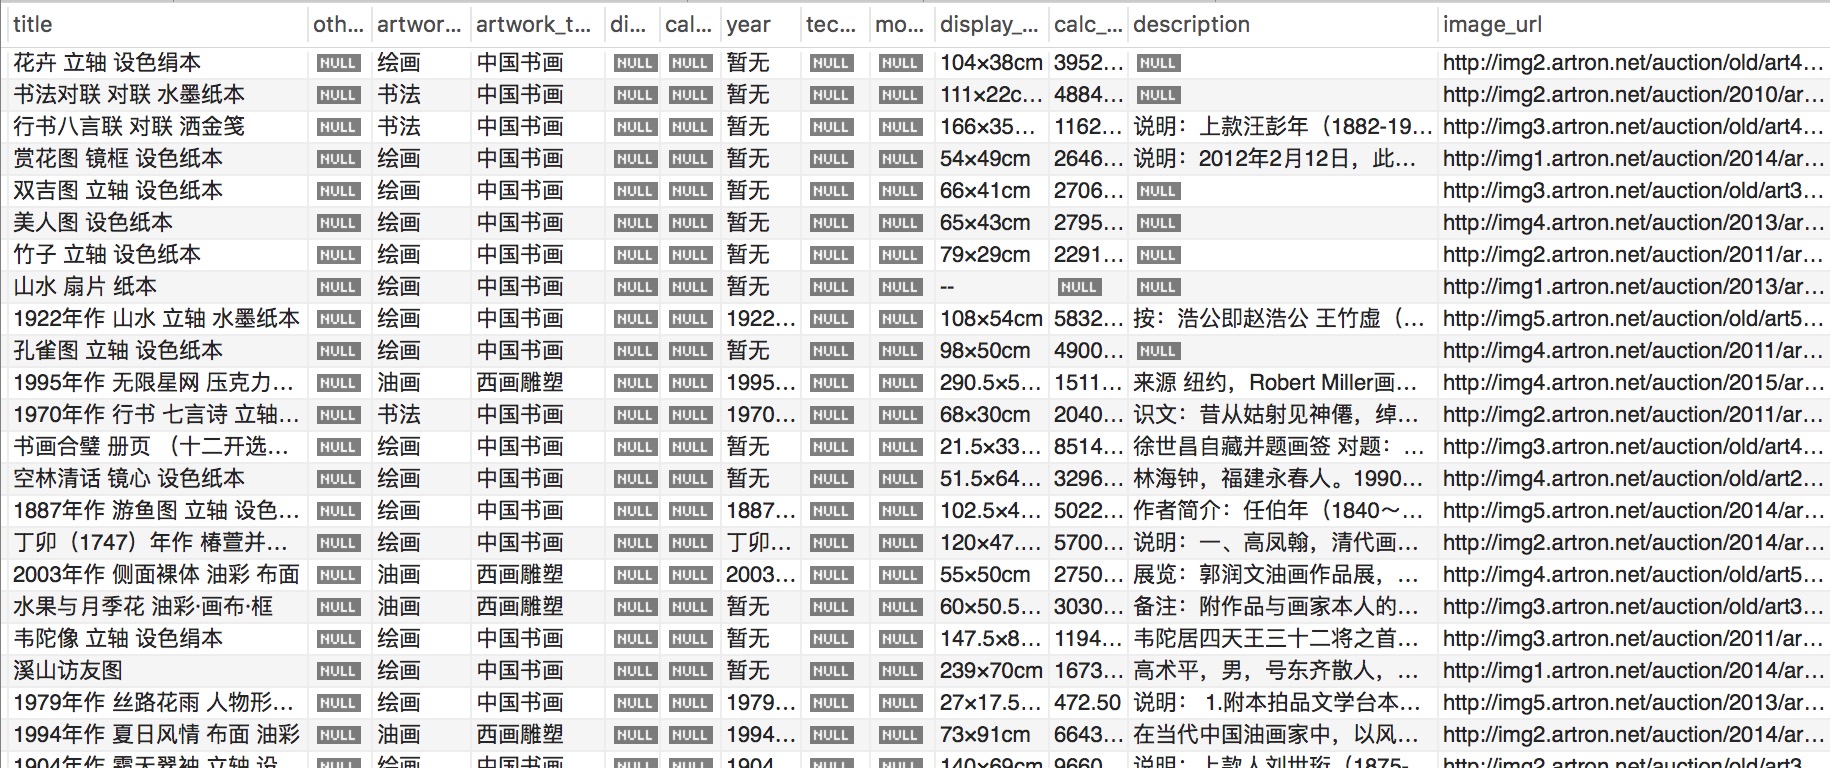 title oth... artwor... artwork_t... di... cal... year tec... mo... display_... calc_... description image_url
花卉 立轴 设色绢本 NULL 绘画 中国书画 NULL NULL 暂无 NULL NULL 104×38cm 3952... NULL http://img2.artron.net/auction/old/art4...
书法对联 对联 水墨纸本 NULL 书法 中国书画 NULL NULL 暂无 NULL NULL 111×22c... 4884... NULL http://img2.artron.net/auction/2010/ar...
行书八言联 对联 洒金笺 NULL 书法 中国书画 NULL NULL 暂无 NULL NULL 166×35... 1162... 说明：上款汪彭年（1882-19... http://img3.artron.net/auction/old/art4...
赏花图 镜框 设色纸本 NULL 绘画 中国书画 NULL NULL 暂无 NULL NULL 54×49cm 2646... 说明：2012年2月12日，此... http://img1.artron.net/auction/2014/ar...
双吉图 立轴 设色纸本 NULL 绘画 中国书画 NULL NULL 暂无 NULL NULL 66×41cm 2706... NULL http://img3.artron.net/auction/old/art3...
美人图 设色纸本 NULL 绘画 中国书画 NULL NULL 暂无 NULL NULL 65×43cm 2795... NULL http://img4.artron.net/auction/2013/ar...
竹子 立轴 设色纸本 NULL 绘画 中国书画 NULL NULL 暂无 NULL NULL 79×29cm 2291... NULL http://img2.artron.net/auction/2011/ar...
山水 扇片 纸本 NULL 绘画 中国书画 NULL NULL 暂无 NULL NULL -- NULL NULL http://img1.artron.net/auction/2013/ar...
1922年作 山水 立轴 水墨纸本 NULL 绘画 中国书画 NULL NULL 1922... NULL NULL 108×54cm 5832... 按：浩公即赵浩公 王竹虚（... http://img5.artron.net/auction/old/art5...
孔雀图 立轴 设色纸本 NULL 绘画 中国书画 NULL NULL 暂无 NULL NULL 98×50cm 4900... NULL http://img4.artron.net/auction/2011/ar...
1995年作 无限星网 压克力... NULL 油画 西画雕塑 NULL NULL 1995... NULL NULL 290.5×5... 1511... 来源 纽约，Robert Miller画... http://img4.artron.net/auction/2015/ar...
1970年作 行书 七言诗 立轴... NULL 书法 中国书画 NULL NULL 1970... NULL NULL 68×30cm 2040... 识文：昔从姑射见神僊，绰... http://img2.artron.net/auction/2011/ar...
书画合璧 册页 （十二开选... NULL 绘画 中国书画 NULL NULL 暂无 NULL NULL 21.5×33... 8514... 徐世昌自藏并题画签 对题：... http://img3.artron.net/auction/old/art4...
空林清话 镜心 设色纸本 NULL 绘画 中国书画 NULL NULL 暂无 NULL NULL 51.5×64... 3296... 林海钟，福建永春人。1990... http://img4.artron.net/auction/old/art2...
1887年作 游鱼图 立轴 设色... NULL 绘画 中国书画 NULL NULL 1887... NULL NULL 102.5×4... 5022... 作者简介：任伯年（1840～... http://img5.artron.net/auction/2014/ar...
丁卯（1747）年作 椿萱并... NULL 绘画 中国书画 NULL NULL 丁卯... NULL NULL 120×47.... 5700... 说明：一、高凤翰，清代画... http://img2.artron.net/auction/2014/ar...
2003年作 侧面裸体 油彩 布面 NULL 油画 西画雕塑 NULL NULL 2003... NULL NULL 55×50cm 2750... 展览：郭润文油画作品展，... http://img4.artron.net/auction/old/art5...
水果与月季花 油彩·画布·框 NULL 油画 西画雕塑 NULL NULL 暂无 NULL NULL 60×50.5... 3030... 备注：附作品与画家本人的... http://img3.artron.net/auction/old/art3...
韦陀像 立轴 设色绢本 NULL 绘画 中国书画 NULL NULL 暂无 NULL NULL 147.5×8... 1194... 韦陀居四天王三十二将之首... http://img3.artron.net/auction/2011/ar...
溪山访友图 NULL 绘画 中国书画 NULL NULL 暂无 NULL NULL 239×70cm 1673... 高术平，男，号东齐散人，... http://img1.artron.net/auction/2014/ar...
1979年作 丝路花雨 人物形... NULL 绘画 中国书画 NULL NULL 1979... NULL NULL 27×17.5... 472.50 说明： 1.附本拍品文学台本... http://img5.artron.net/auction/2013/ar...
1994年作 夏日风情 布面 油彩 NULL 油画 西画雕塑 NULL NULL 1994... NULL NULL 73×91cm 6643... 在当代中国油画家中，以风... http://img2.artron.net/auction/2014/ar...
1904年作 霜天翠袖 立轴 设... NULL 绘画 中国书画 NULL NULL 1904... NULL NULL 140×69cm 9660... 说明：上款人刘世珩（1875-... http://img2.artron.net/auction/old/art3...